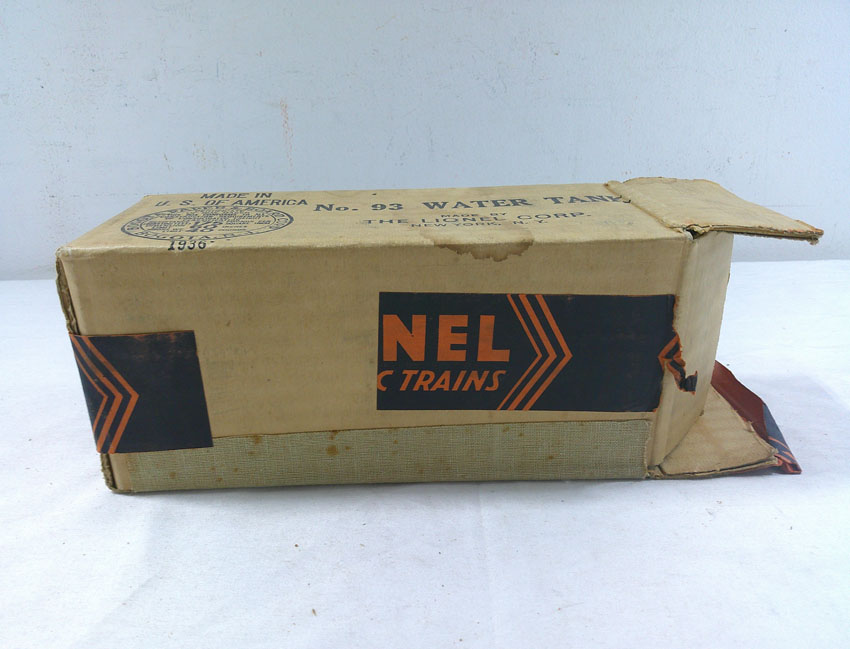 MADE IN
U. S. OF AMERICA
1936
No. 93 WATER TANK
MADE BY
THE LIONEL CORP.
NEW YORK, N. Y.
NEL
C TRAINS